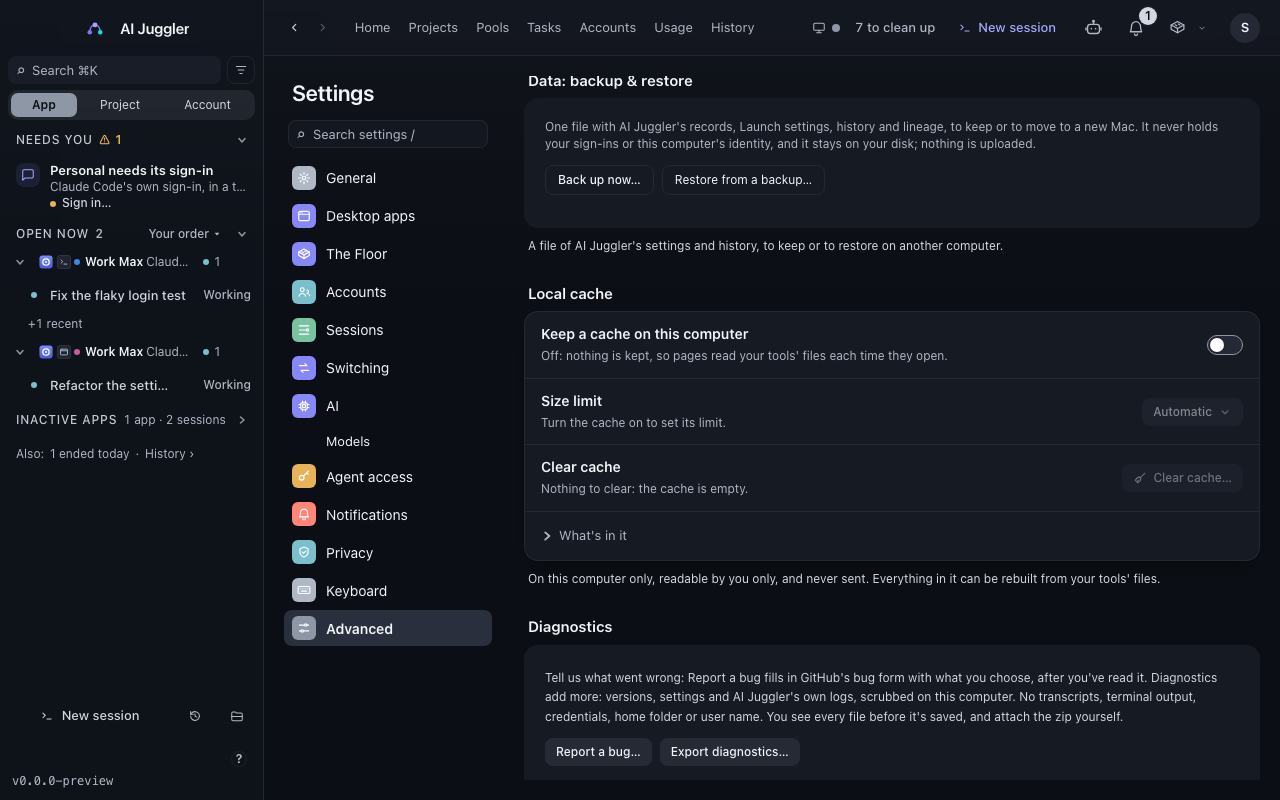 AI Juggler
Search ⌘K
App
Project
Account
NEEDS YOU
1
Personal needs its sign-in
Claude Code's own sign-in, in a t...
Sign in...
OPEN NOW 2
Your order
Work Max Claud...
1
Fix the flaky login test
Working
+1 recent
Work Max Claud...
1
Refactor the setti...
Working
INACTIVE APPS
1 app · 2 sessions
Also: 1 ended today · History ›
New session
?
v0.0.0-preview
Home
Projects
Pools
Tasks
Accounts
Usage
History
7 to clean up
New session
1
S
Settings
Search settings /
General
Desktop apps
The Floor
Accounts
Sessions
Switching
AI
Models
Agent access
Notifications
Privacy
Keyboard
Advanced
Data: backup & restore
One file with AI Juggler's records, Launch settings, history and lineage, to keep or to move to a new Mac. It never holds
your sign-ins or this computer's identity, and it stays on your disk; nothing is uploaded.
Back up now...
Restore from a backup...
A file of AI Juggler's settings and history, to keep or to restore on another computer.
Local cache
Keep a cache on this computer
Off: nothing is kept, so pages read your tools' files each time they open.
Size limit
Turn the cache on to set its limit.
Automatic
Clear cache
Nothing to clear: the cache is empty.
Clear cache...
What's in it
On this computer only, readable by you only, and never sent. Everything in it can be rebuilt from your tools' files.
Diagnostics
Tell us what went wrong: Report a bug fills in GitHub's bug form with what you choose, after you've read it. Diagnostics
add more: versions, settings and AI Juggler's own logs, scrubbed on this computer. No transcripts, terminal output,
credentials, home folder or user name. You see every file before it's saved, and attach the zip yourself.
Report a bug...
Export diagnostics...